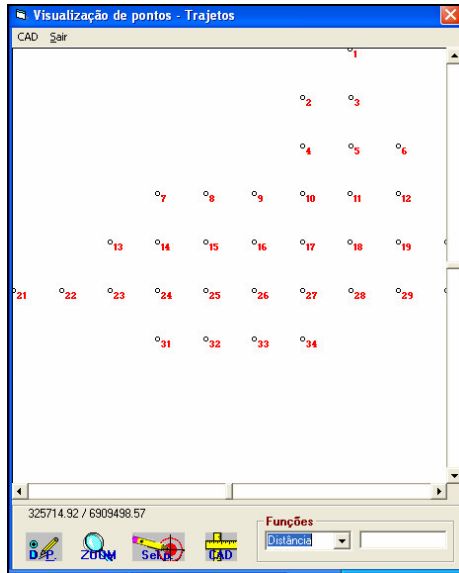 Visualização de pontos - Trajetos
CAD Sair
1
2 3
4 5 6
7 8 9 10 11 12
13 14 15 16 17 18 19
21 22 23 24 25 26 27 28 29
31 32 33 34
325714.92 / 6909498.57
Funções
D.P. ZOOM CAD
Distância